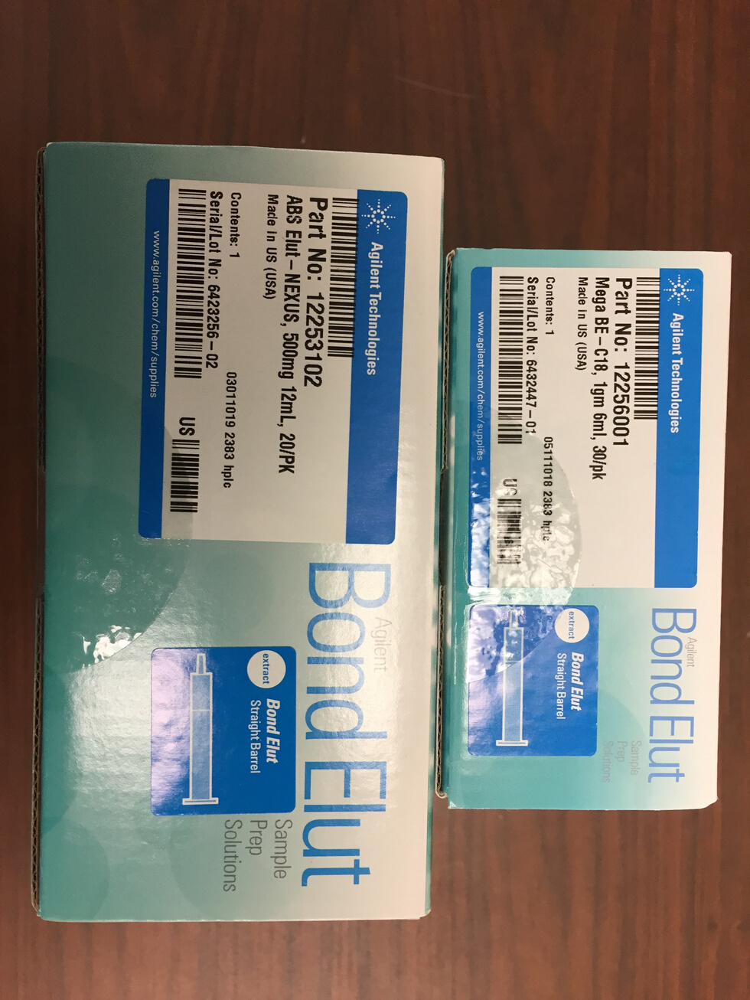 Agilent Technologies
Part No: 12256001
Mega BE-C18, 1gm 6ml, 30/pk
Made in US (USA)
Contents: 1
05111018 2383 hplc
Serial/Lot No: 6432447-01
US
www.agilent.com/chem/supplies
Agilent
Bond Elut
Sample
Prep
Solutions
extract
Bond Elut
Straight Barrel
Agilent Technologies
Part No: 12253102
ABS Elut-NEXUS, 500mg 12mL, 20/PK
Made in US (USA)
Contents: 1
03011019 2383 hplc
Serial/Lot No: 6423256-02
US
www.agilent.com/chem/supplies
Agilent
Bond Elut
Sample
Prep
Solutions
extract
Bond Elut
Straight Barrel